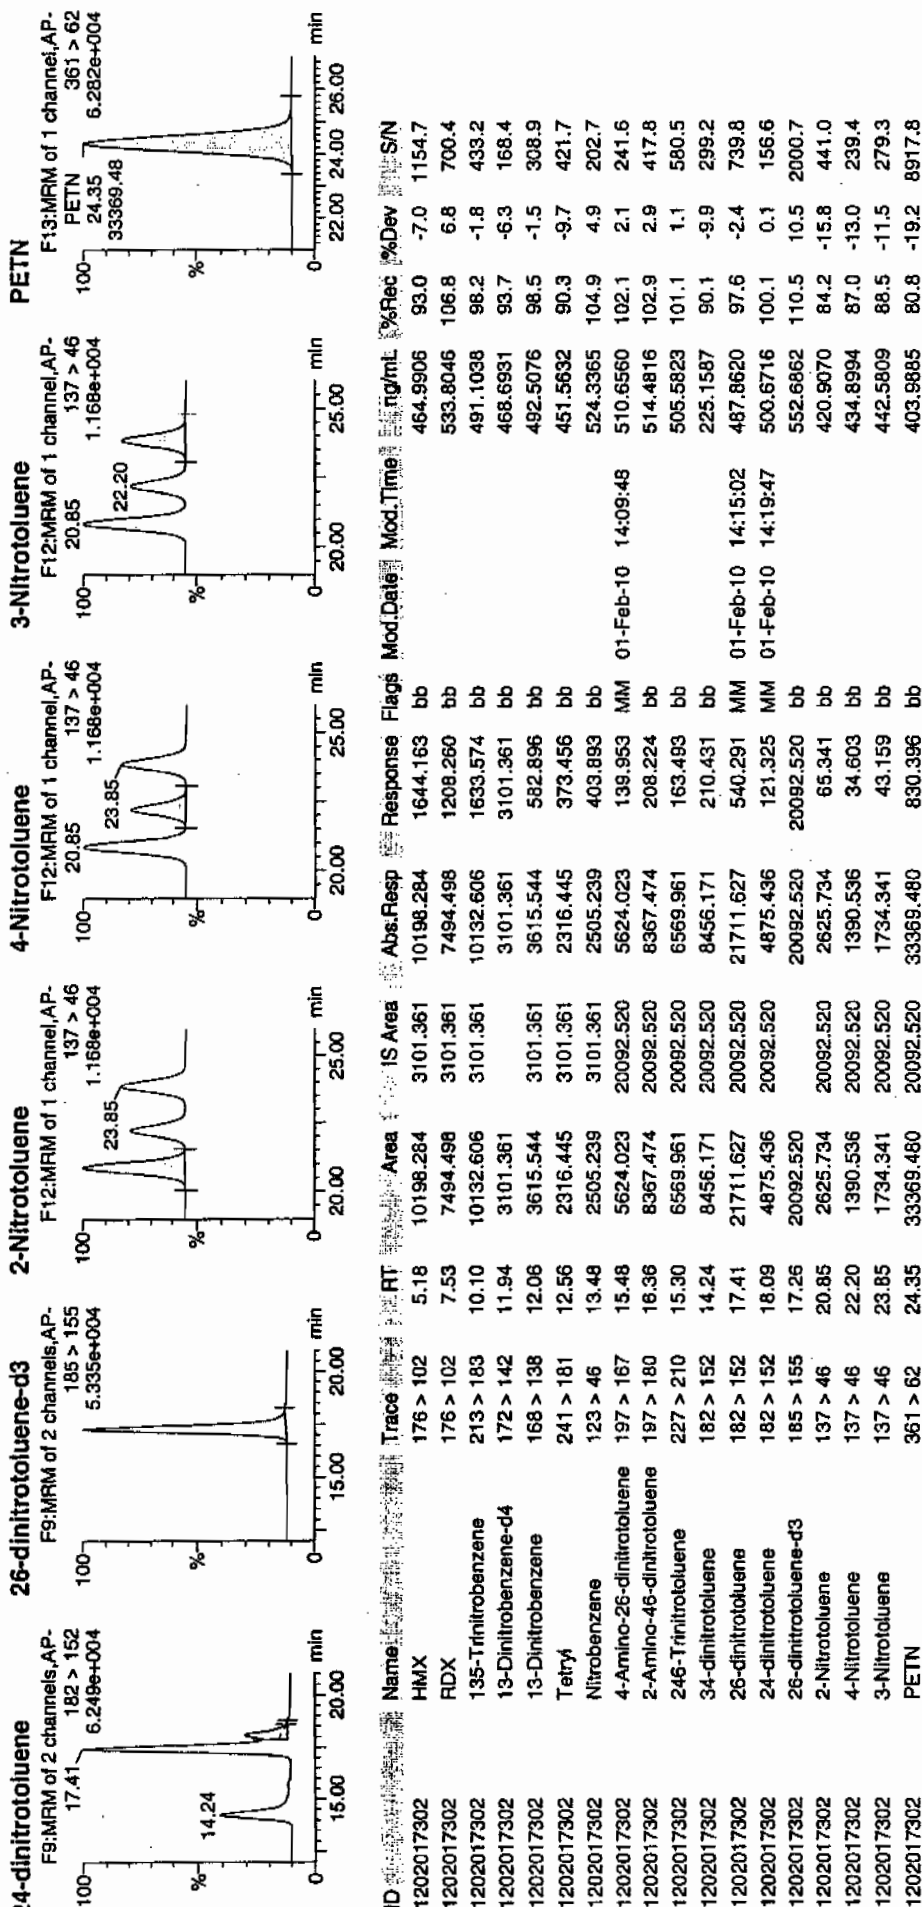 24-dinitrotoluene
F9:MRM of 2 channels,AP-
182 > 152
6.249e+004
17.41
14.24
100
%
0
15.00 20.00 min
26-dinitrotoluene-d3
F9:MRM of 2 channels,AP-
185 > 155
5.335e+004
100
%
0
15.00 20.00 min
2-Nitrotoluene
F12:MRM of 1 channel,AP-
137 > 46
1.168e+004
23.85
100
%
0
20.00 25.00 min
4-Nitrotoluene
F12:MRM of 1 channel,AP-
20.85 137 > 46
1.168e+004
23.85
100
%
0
20.00 25.00 min
3-Nitrotoluene
F12:MRM of 1 channel,AP-
20.85 137 > 46
1.168e+004
22.20
100
%
0
20.00 25.00 min
PETN
F13:MRM of 1 channel,AP-
PETN 361 > 62
24.35 6.282e+004
33369.48
100
%
0
22.00 24.00 26.00 min
ID Name Trace RT Area IS Area Abs.Resp Response Flags Mod.Date Mod.Time ng/mL %Rec %Dev S/N
1202017302 HMX 176 > 102 5.18 10198.284 3101.361 10198.284 1644.163 bb 464.9906 93.0 -7.0 1154.7
1202017302 RDX 176 > 102 7.53 7494.498 3101.361 7494.498 1208.260 bb 533.8046 106.8 6.8 700.4
1202017302 135-Trinitrobenzene 213 > 183 10.10 10132.606 3101.361 10132.606 1633.574 bb 491.1038 98.2 -1.8 433.2
1202017302 13-Dinitrobenzene-d4 172 > 142 11.94 3101.361 3101.361 3101.361 bb 468.6931 93.7 -6.3 168.4
1202017302 13-Dinitrobenzene 168 > 138 12.06 3615.544 3101.361 3615.544 582.896 bb 492.5076 98.5 -1.5 308.9
1202017302 Tetryl 241 > 181 12.56 2316.445 3101.361 2316.445 373.456 bb 451.5632 90.3 -9.7 421.7
1202017302 Nitrobenzene 123 > 46 13.48 2505.239 3101.361 2505.239 403.893 bb 524.3365 104.9 4.9 202.7
1202017302 4-Amino-26-dinitrotoluene 197 > 167 15.48 5624.023 20092.520 5624.023 139.953 MM 01-Feb-10 14:09:48 510.6560 102.1 2.1 241.6
1202017302 2-Amino-46-dinitrotoluene 197 > 180 16.36 8367.474 20092.520 8367.474 208.224 bb 514.4816 102.9 2.9 417.8
1202017302 246-Trinitrotoluene 227 > 210 15.30 6569.961 20092.520 6569.961 163.493 bb 505.5823 101.1 1.1 580.5
1202017302 34-dinitrotoluene 182 > 152 14.24 8456.171 20092.520 8456.171 210.431 bb 225.1587 90.1 -9.9 299.2
1202017302 26-dinitrotoluene 182 > 152 17.41 21711.627 20092.520 21711.627 540.291 MM 01-Feb-10 14:15:02 487.8620 97.6 -2.4 739.8
1202017302 24-dinitrotoluene 182 > 152 18.09 4875.436 20092.520 4875.436 121.325 MM 01-Feb-10 14:19:47 500.6716 100.1 0.1 156.6
1202017302 26-dinitrotoluene-d3 185 > 155 17.26 20092.520 20092.520 20092.520 bb 552.6862 110.5 10.5 2000.7
1202017302 2-Nitrotoluene 137 > 46 20.85 2625.734 20092.520 2625.734 65.341 bb 420.9070 84.2 -15.8 441.0
1202017302 4-Nitrotoluene 137 > 46 22.20 1390.536 20092.520 1390.536 34.603 bb 434.8994 87.0 -13.0 239.4
1202017302 3-Nitrotoluene 137 > 46 23.85 1734.341 20092.520 1734.341 43.159 bb 442.5809 88.5 -11.5 279.3
1202017302 PETN 361 > 62 24.35 33369.480 20092.520 33369.480 830.396 bb 403.9885 80.8 -19.2 8917.8